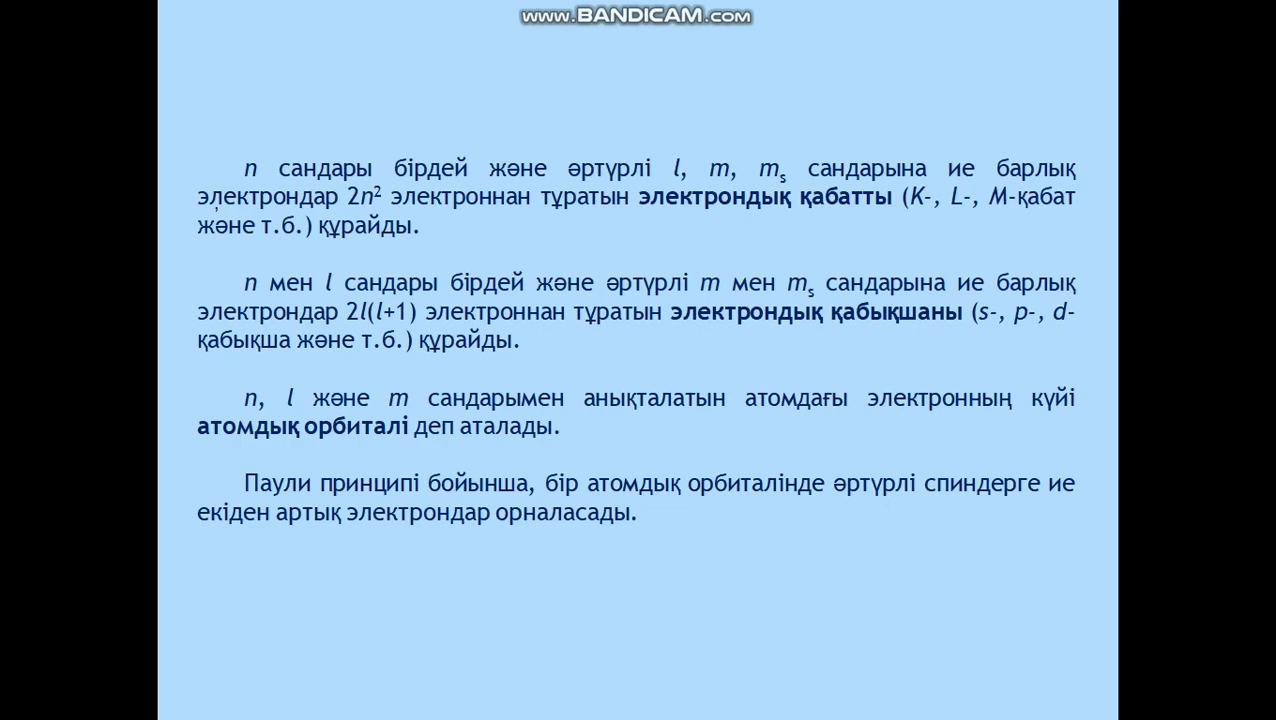 www.BANDICAM.com
n сандары бірдей және әртүрлі l, m, mₛ сандарына ие барлық
электрондар 2n² электроннан тұратын электрондық қабатты (K-, L-, M-қабат
және т.б.) құрайды.
n мен l сандары бірдей және әртүрлі m мен mₛ сандарына ие барлық
электрондар 2l(l+1) электроннан тұратын электрондық қабықшаны (s-, p-, d-
қабықша және т.б.) құрайды.
n, l және m сандарымен анықталатын атомдағы электронның күйі
атомдық орбиталі деп аталады.
Паули принципі бойынша, бір атомдық орбиталінде әртүрлі спиндерге ие
екіден артық электрондар орналасады.